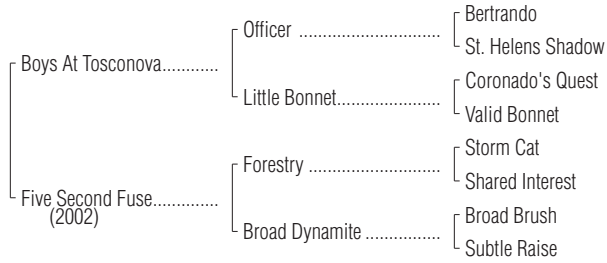 Bertrando
Officer ................................
St. Helens Shadow
Boys At Tosconova............
Coronado's Quest
Little Bonnet.......................
Valid Bonnet
Storm Cat
Forestry ..............................
Shared Interest
Five Second Fuse..............
(2002)
Broad Brush
Broad Dynamite .................
Subtle Raise